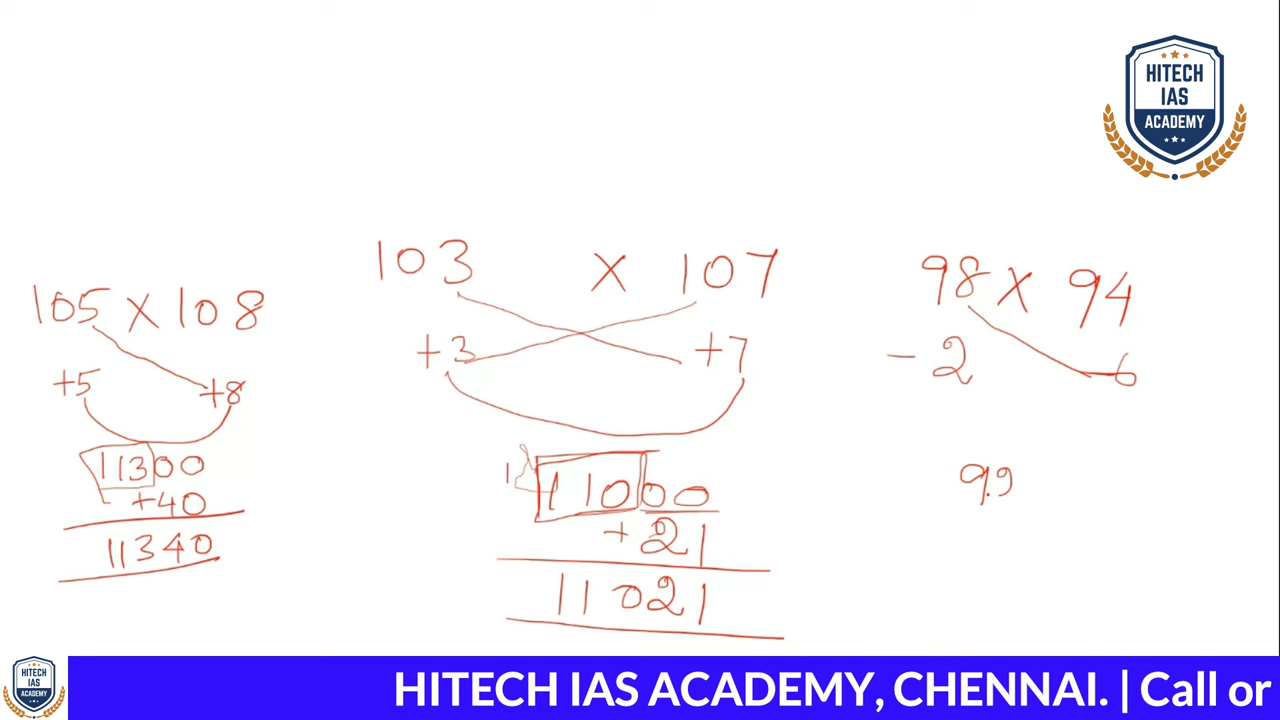 HITECH
IAS
ACADEMY
105 X 108
+5 +8
11300
+40
11340
103 X 107
+3 +7
11000
+21
11021
98 X 94
-2 -6
99
HITECH
IAS
ACADEMY
HITECH IAS ACADEMY, CHENNAI. | Call or